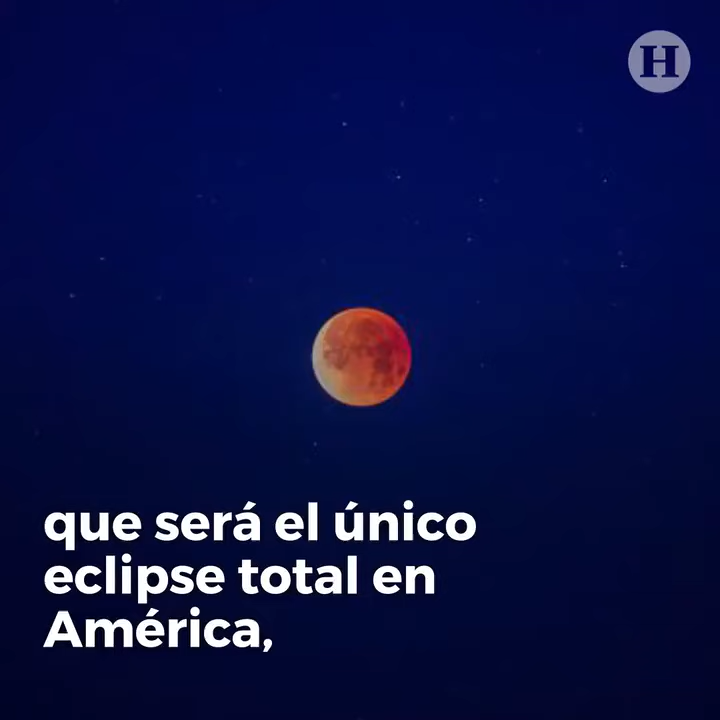 H
que será el único
eclipse total en
América,